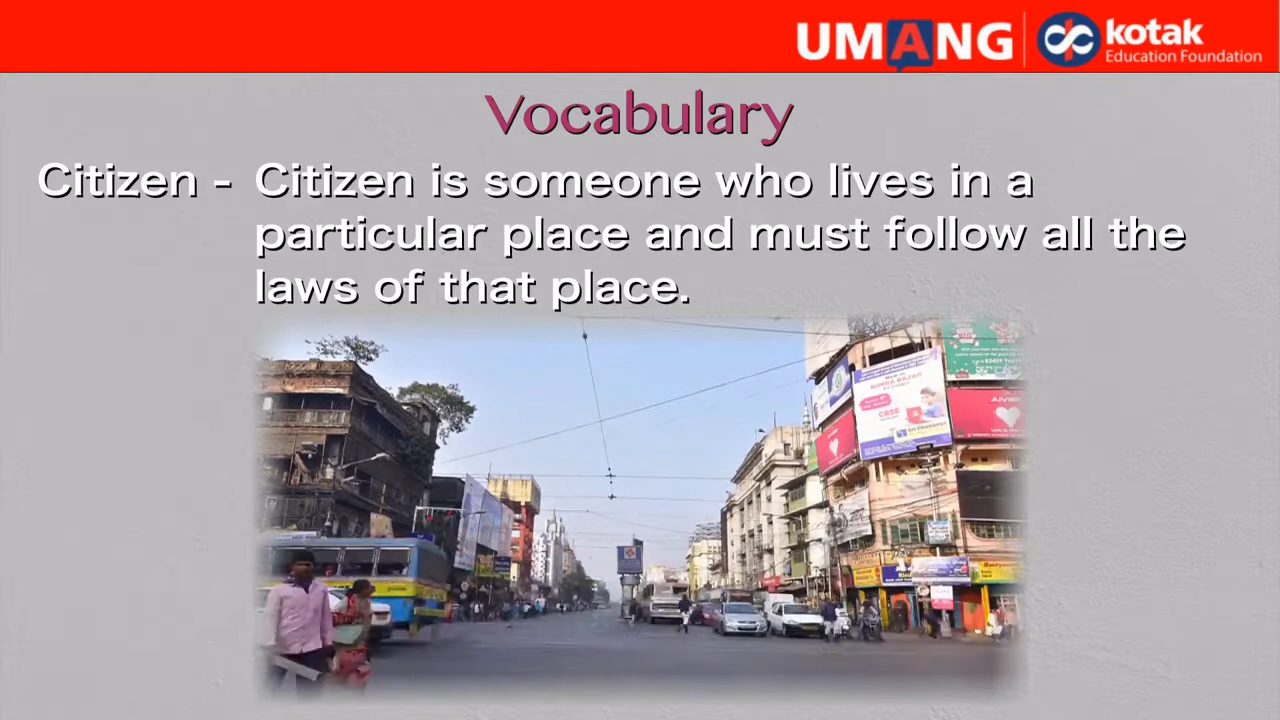 UMANG
kotak
Education Foundation
Vocabulary
Citizen - Citizen is someone who lives in a
particular place and must follow all the
laws of that place.
CBSE